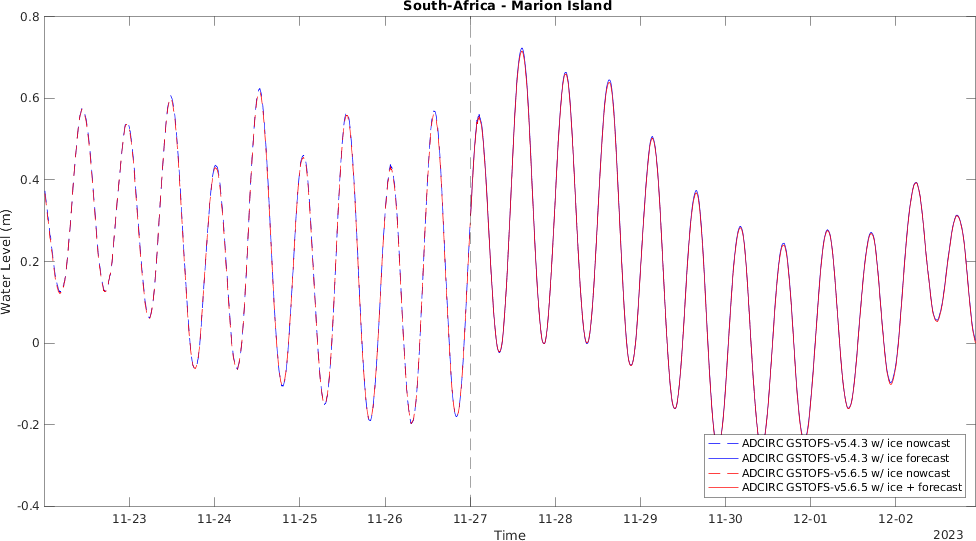 South-Africa - Marion Island
0.8
0.6
0.4
0.2
0
-0.2
-0.4
Water Level (m)
ADCIRC GSTOFS-v5.4.3 w/ ice nowcast
ADCIRC GSTOFS-v5.4.3 w/ ice forecast
ADCIRC GSTOFS-v5.6.5 w/ ice nowcast
ADCIRC GSTOFS-v5.6.5 w/ ice + forecast
11-23 11-24 11-25 11-26 11-27 11-28 11-29 11-30 12-01 12-02
Time
2023